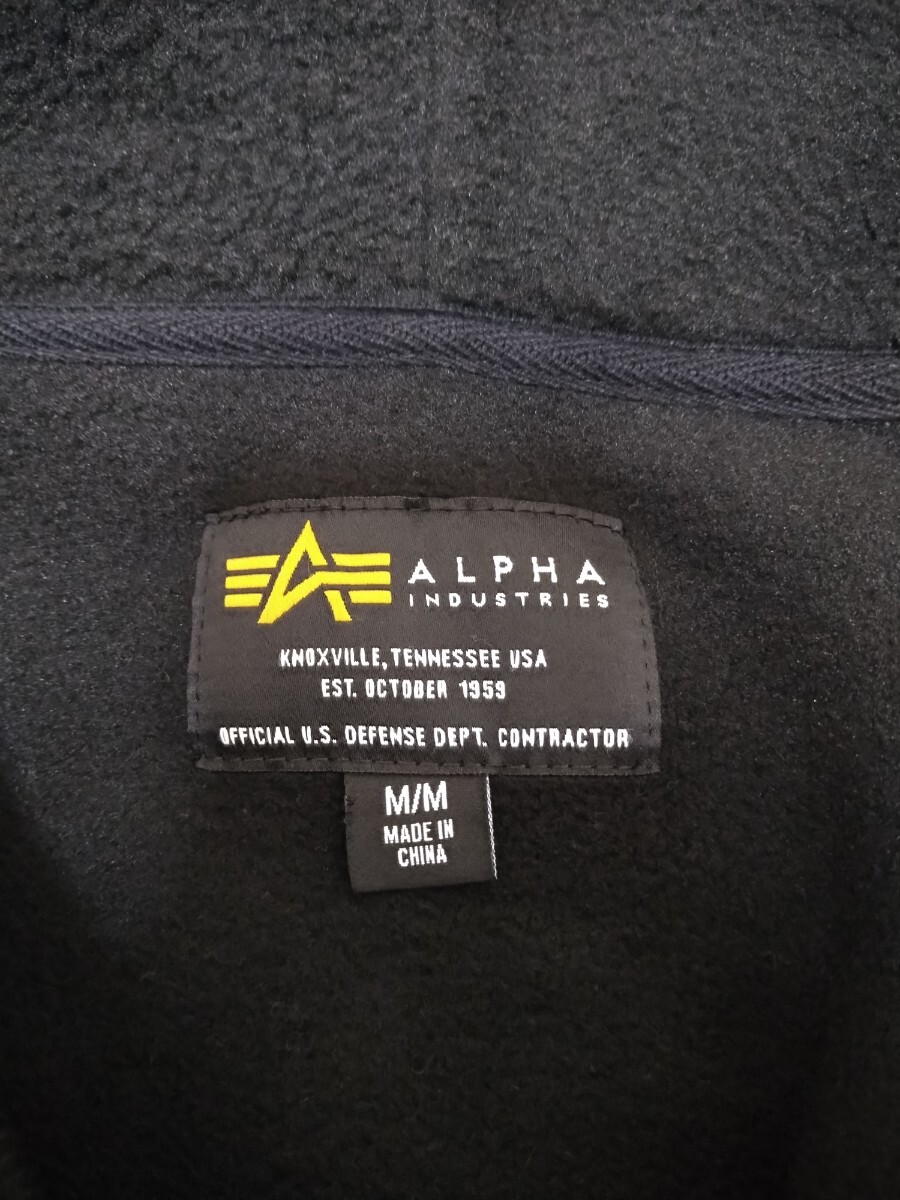 ALPHA
INDUSTRIES
KNOXVILLE, TENNESSEE USA
EST. OCTOBER 1959
OFFICIAL U.S. DEFENSE DEPT. CONTRACTOR
M/M
MADE IN
CHINA